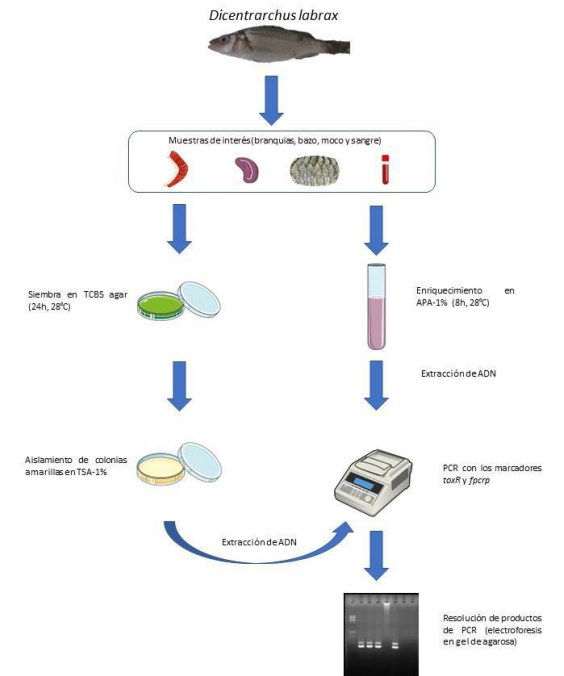 Dicentrarchus labrax
Muestras de interés (branquias, bazo, moco y sangre)
Siembra en TCBS agar
(24h, 28ºC)
Enriquecimiento en
APA-1% (8h, 28ºC)
Extracción de ADN
Aislamiento de colonias
amarillas en TSA-1%
PCR con los marcadores
toxR y fpcrp
Extracción de ADN
Resolución de productos
de PCR (electroforesis
en gel de agarosa)